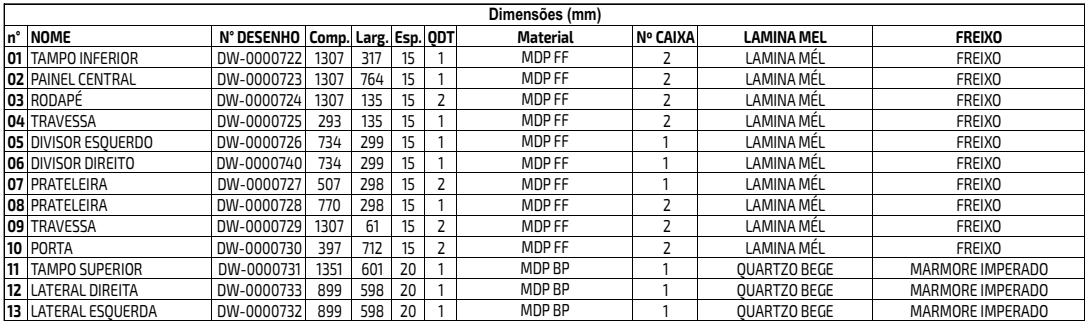 Dimensões (mm)
n° NOME N° DESENHO Comp. Larg. Esp. QDT Material Nº CAIXA LAMINA MEL FREIXO
01 TAMPO INFERIOR DW-0000722 1307 317 15 1 MDP FF 2 LAMINA MÉL FREIXO
02 PAINEL CENTRAL DW-0000723 1307 764 15 1 MDP FF 2 LAMINA MÉL FREIXO
03 RODAPÉ DW-0000724 1307 135 15 2 MDP FF 2 LAMINA MÉL FREIXO
04 TRAVESSA DW-0000725 293 135 15 1 MDP FF 2 LAMINA MÉL FREIXO
05 DIVISOR ESQUERDO DW-0000726 734 299 15 1 MDP FF 1 LAMINA MÉL FREIXO
06 DIVISOR DIREITO DW-0000740 734 299 15 1 MDP FF 1 LAMINA MÉL FREIXO
07 PRATELEIRA DW-0000727 507 298 15 2 MDP FF 1 LAMINA MÉL FREIXO
08 PRATELEIRA DW-0000728 770 298 15 1 MDP FF 1 LAMINA MÉL FREIXO
09 TRAVESSA DW-0000729 1307 61 15 2 MDP FF 2 LAMINA MÉL FREIXO
10 PORTA DW-0000730 397 712 15 2 MDP FF 2 LAMINA MÉL FREIXO
11 TAMPO SUPERIOR DW-0000731 1351 601 20 1 MDP BP 1 QUARTZO BEGE MARMORE IMPERADO
12 LATERAL DIREITA DW-0000733 899 598 20 1 MDP BP 1 QUARTZO BEGE MARMORE IMPERADO
13 LATERAL ESQUERDA DW-0000732 899 598 20 1 MDP BP 1 QUARTZO BEGE MARMORE IMPERADO